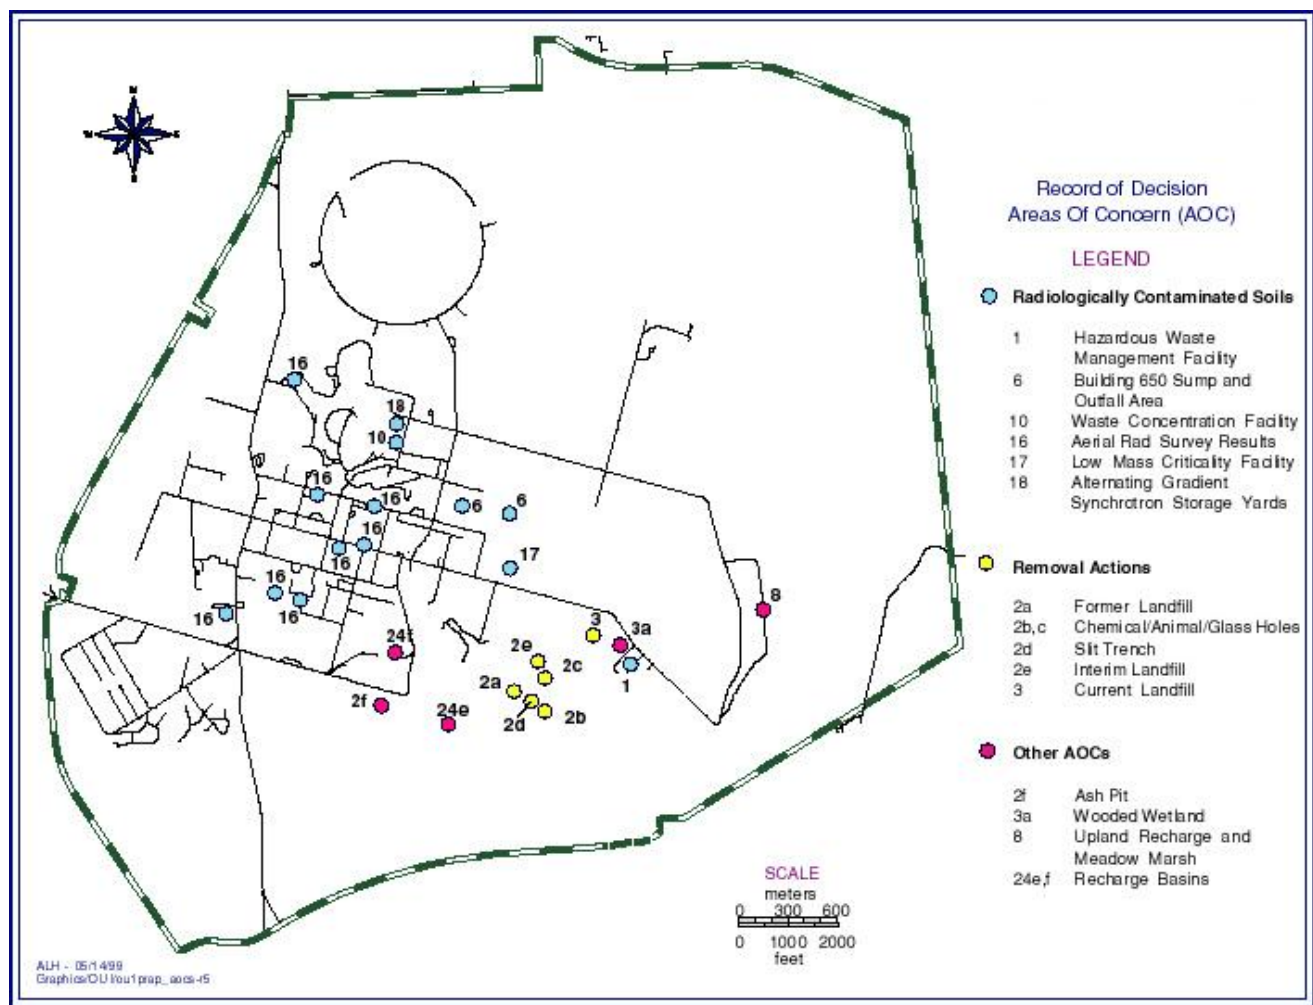 Record of Decision
Areas Of Concern (AOC)
LEGEND
Radiologically Contaminated Soils
1 Hazardous Waste
Management Facility
6 Building 650 Sump and
Outfall Area
10 Waste Concentration Facility
16 Aerial Rad Survey Results
17 Low Mass Criticality Facility
18 Alternating Gradient
Synchrotron Storage Yards
Removal Actions
2a Former Landfill
2b,c Chemical/Animal/Glass Holes
2d Slit Trench
2e Interim Landfill
3 Current Landfill
Other AOCs
2f Ash Pit
3a Wooded Wetland
8 Upland Recharge and
Meadow Marsh
24e,f Recharge Basins
16
18
10
16
16
6
6
16
16
17
16
16
16
8
3
3a
24f
2e
2c
1
2a
2f
24e
2d
2b
SCALE
meters
0 300 600
0 1000 2000
feet
ALH - 05/14/99